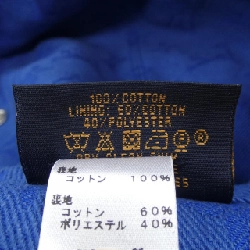 100% COTTON
LINING: 60% COTTON
40% POLYESTER
DRY CLEAN ONLY
表地
コットン 100%
裏地
コットン 60%
ポリエステル 40%